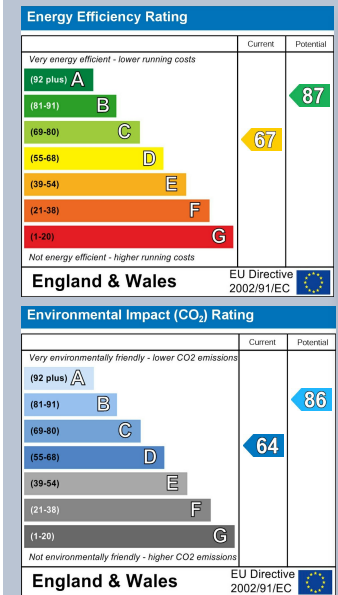 Energy Efficiency Rating
Current Potential
Very energy efficient - lower running costs
(92 plus) A
(81-91) B
87
(69-80) C
67
(55-68) D
(39-54) E
(21-38) F
(1-20) G
Not energy efficient - higher running costs
England & Wales
EU Directive
2002/91/EC
Environmental Impact (CO₂) Rating
Current Potential
Very environmentally friendly - lower CO2 emissions
(92 plus) A
(81-91) B
86
(69-80) C
64
(55-68) D
(39-54) E
(21-38) F
(1-20) G
Not environmentally friendly - higher CO2 emissions
England & Wales
EU Directive
2002/91/EC